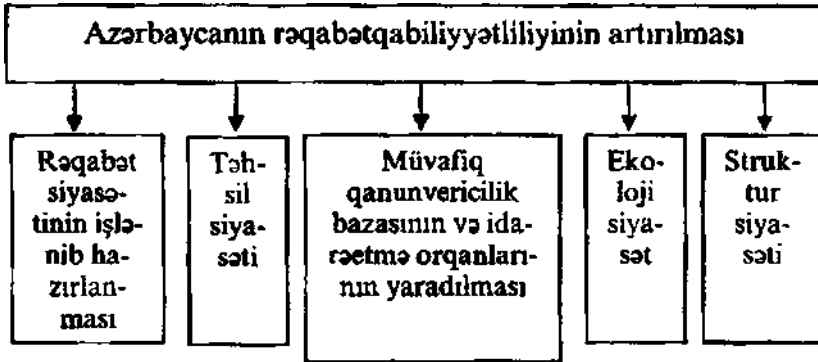 Azərbaycanın rəqabətqabiliyyətliliyinin artırılması
Rəqabət
siyasə-
tinin işlə-
nib ha-
zırlan-
ması
Təh-
sil
siya-
səti
Müvafiq
qanunvericilik
bazasının və ida-
rəetmə orqanları-
nın yaradılması
Eko-
loji
siya-
sət
Struk-
tur
siya-
səti